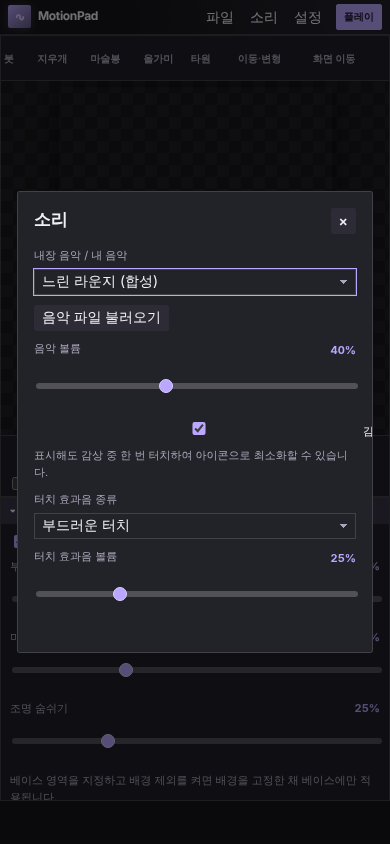 MotionPad
파일 소리 설정 플레이
붓 지우개 마술봉 올가미 타원 이동·변형 화면 이동
소리 ×
내장 음악 / 내 음악
느린 라운지 (합성)
음악 파일 불러오기
음악 볼륨 40%
표시해도 감상 중 한 번 터치하여 아이콘으로 최소화할 수 있습니
다.
터치 효과음 종류
부드러운 터치
터치 효과음 볼륨 25%
조명 숨쉬기 25%
베이스 영역을 지정하고 배경 제외를 켜면 배경을 고정한 채 베이스에만 적
용됩니다